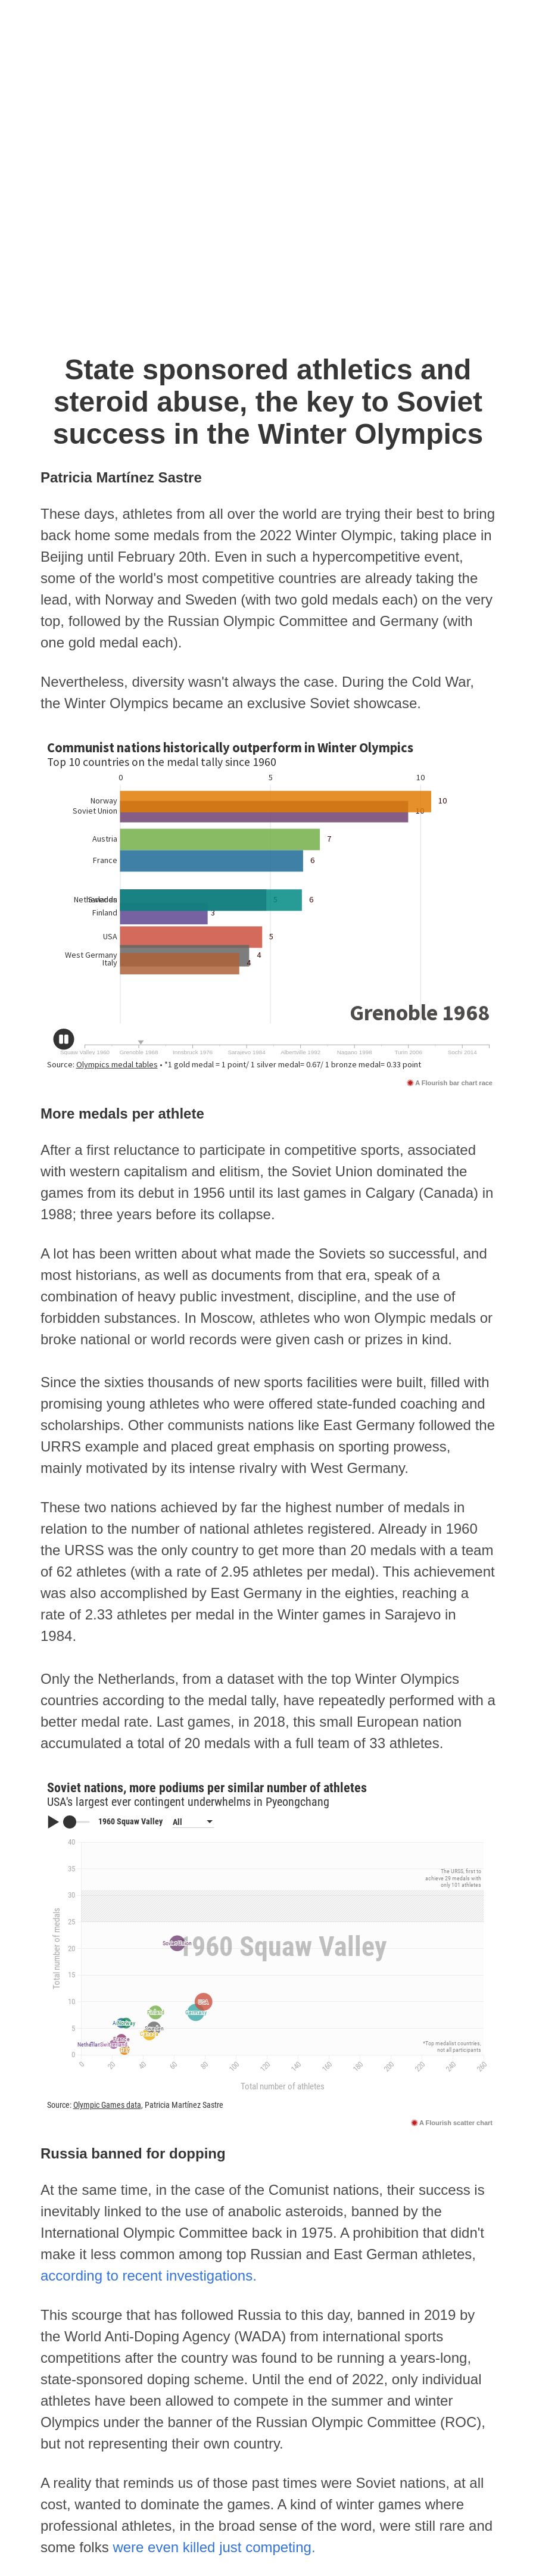 State sponsored athletics and
steroid abuse, the key to Soviet
success in the Winter Olympics
Patricia Martínez Sastre
These days, athletes from all over the world are trying their best to bring
back home some medals from the 2022 Winter Olympic, taking place in
Beijing until February 20th. Even in such a hypercompetitive event,
some of the world's most competitive countries are already taking the
lead, with Norway and Sweden (with two gold medals each) on the very
top, followed by the Russian Olympic Committee and Germany (with
one gold medal each).
Nevertheless, diversity wasn't always the case. During the Cold War,
the Winter Olympics became an exclusive Soviet showcase.
Communist nations historically outperform in Winter Olympics
Top 10 countries on the medal tally since 1960
0 5 10
Norway 10
Soviet Union 10
Austria 7
France 6
Netherlands 5 6
Finland 3
USA 5
West Germany 4
Italy 4
Grenoble 1968
Squaw Valley 1960 Grenoble 1968 Innsbruck 1976 Sarajevo 1984 Albertville 1992 Nagano 1998 Turin 2006 Sochi 2014
Source: Olympics medal tables • *1 gold medal = 1 point/ 1 silver medal= 0.67/ 1 bronze medal= 0.33 point
A Flourish bar chart race
More medals per athlete
After a first reluctance to participate in competitive sports, associated
with western capitalism and elitism, the Soviet Union dominated the
games from its debut in 1956 until its last games in Calgary (Canada) in
1988; three years before its collapse.
A lot has been written about what made the Soviets so successful, and
most historians, as well as documents from that era, speak of a
combination of heavy public investment, discipline, and the use of
forbidden substances. In Moscow, athletes who won Olympic medals or
broke national or world records were given cash or prizes in kind.
Since the sixties thousands of new sports facilities were built, filled with
promising young athletes who were offered state-funded coaching and
scholarships. Other communists nations like East Germany followed the
URRS example and placed great emphasis on sporting prowess,
mainly motivated by its intense rivalry with West Germany.
These two nations achieved by far the highest number of medals in
relation to the number of national athletes registered. Already in 1960
the URSS was the only country to get more than 20 medals with a team
of 62 athletes (with a rate of 2.95 athletes per medal). This achievement
was also accomplished by East Germany in the eighties, reaching a
rate of 2.33 athletes per medal in the Winter games in Sarajevo in
1984.
Only the Netherlands, from a dataset with the top Winter Olympics
countries according to the medal tally, have repeatedly performed with a
better medal rate. Last games, in 2018, this small European nation
accumulated a total of 20 medals with a full team of 33 athletes.
Soviet nations, more podiums per similar number of athletes
USA's largest ever contingent underwhelms in Pyeongchang
1960 Squaw Valley All
40
35
The URSS, first to
achieve 29 medals with
only 101 athletes
30
25
Soviet Union 20 1960 Squaw Valley
15
10 USA
Germany
5
Total number of medals
*Top medalist countries,
not all participants
0
0 20 40 60 80 100 120 140 160 180 200 220 240 260
Total number of athletes
Source: Olympic Games data, Patricia Martínez Sastre
A Flourish scatter chart
Russia banned for dopping
At the same time, in the case of the Comunist nations, their success is
inevitably linked to the use of anabolic asteroids, banned by the
International Olympic Committee back in 1975. A prohibition that didn't
make it less common among top Russian and East German athletes,
according to recent investigations.
This scourge that has followed Russia to this day, banned in 2019 by
the World Anti-Doping Agency (WADA) from international sports
competitions after the country was found to be running a years-long,
state-sponsored doping scheme. Until the end of 2022, only individual
athletes have been allowed to compete in the summer and winter
Olympics under the banner of the Russian Olympic Committee (ROC),
but not representing their own country.
A reality that reminds us of those past times were Soviet nations, at all
cost, wanted to dominate the games. A kind of winter games where
professional athletes, in the broad sense of the word, were still rare and
some folks were even killed just competing.